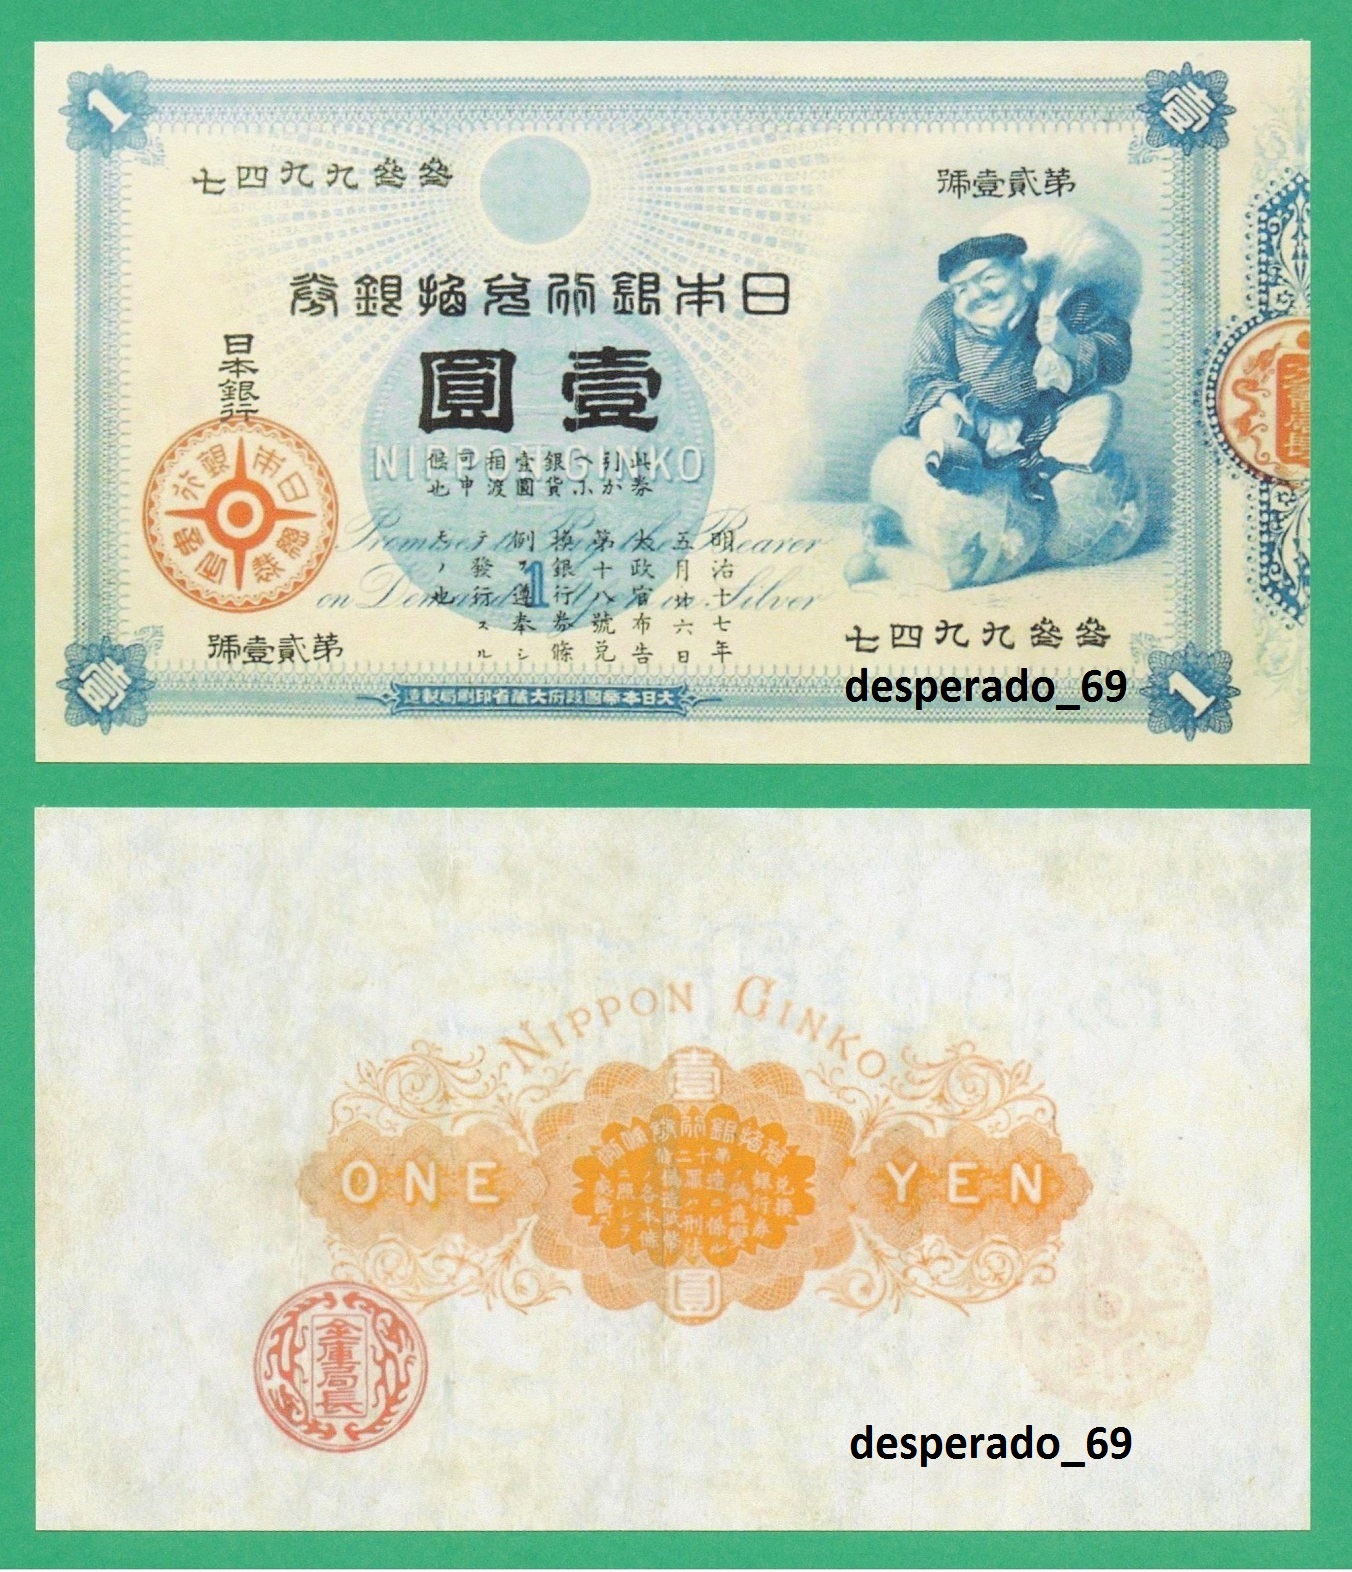 1
壹
七四九九叄叄
號壹貳第
券銀換兌行銀本日
圓壹
日本銀行
NIPPON GINKO
此券
引かへ
銀貨
壹圓
相渡
可申
候也
Promises to Pay the Bearer
on Demand 1 Yen in Silver
明治十七年
五月廿六日
太政官布告
第十八號兌
換銀行券條
例ヲ遵奉シ
テ發行スル
モノ也
號壹貳第
七四九九叄叄
壹
造製局刷印省藏大府政國帝本日大
1
desperado_69
NIPPON GINKO
壹
ONE YEN
圓
金庫局長
desperado_69